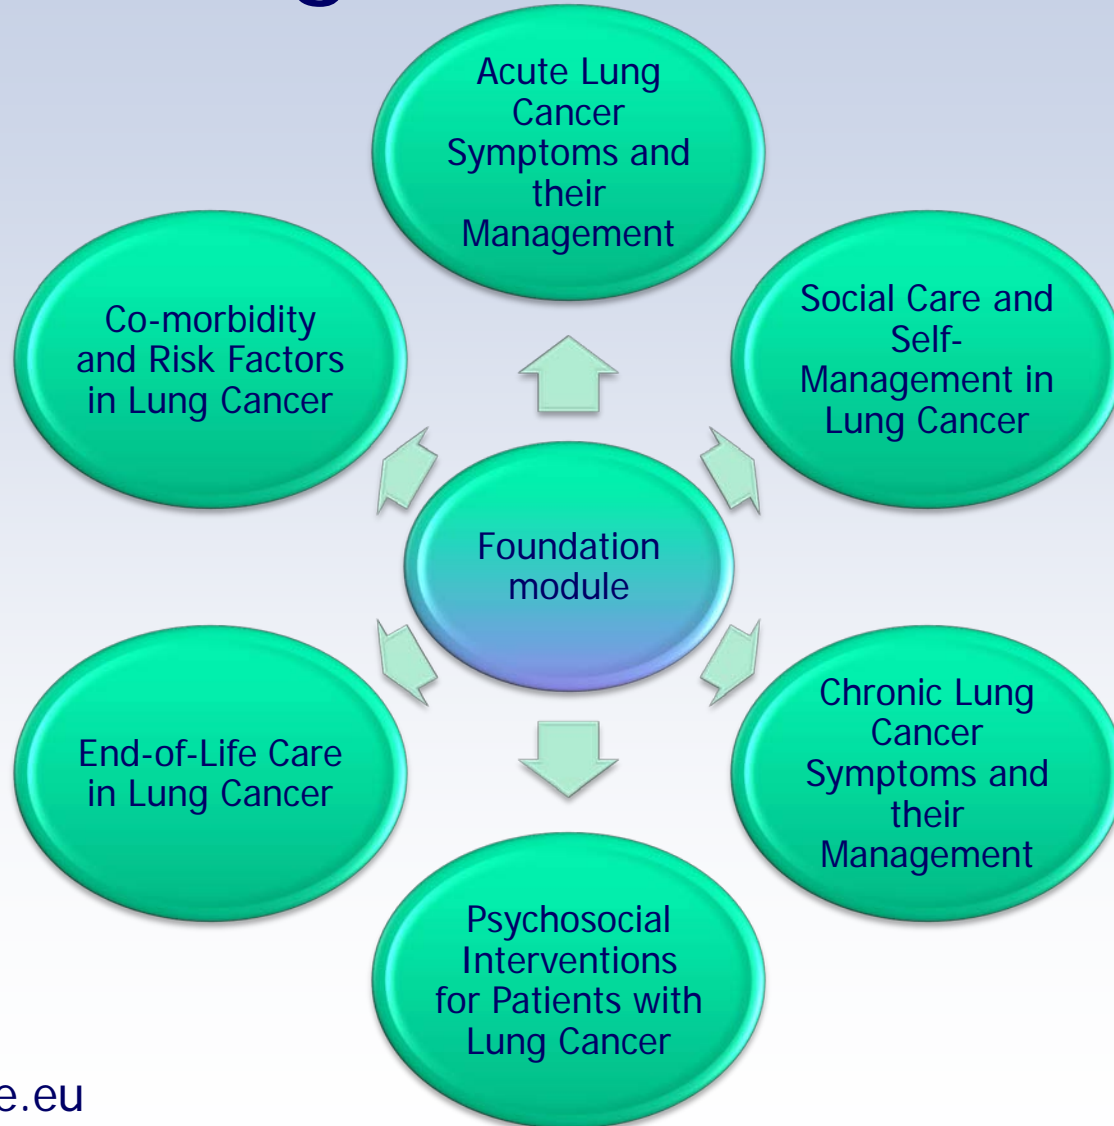 Acute Lung
Cancer
Symptoms and
their
Management
Co-morbidity
and Risk Factors
in Lung Cancer
Social Care and
Self-
Management in
Lung Cancer
Foundation
module
End-of-Life Care
in Lung Cancer
Chronic Lung
Cancer
Symptoms and
their
Management
Psychosocial
Interventions
for Patients with
Lung Cancer
e.eu